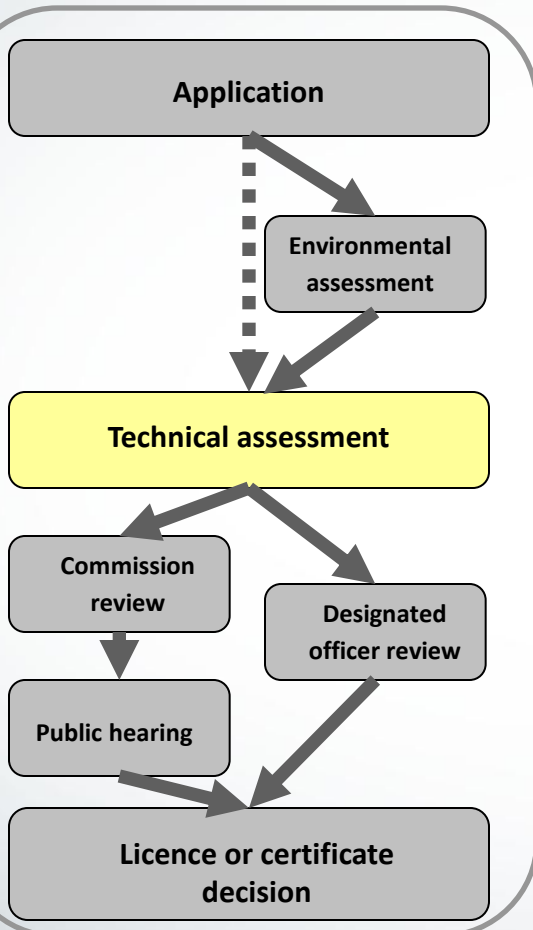 Application
Environmental
assessment
Technical assessment
Commission
review
Designated
officer review
Public hearing
Licence or certificate
decision